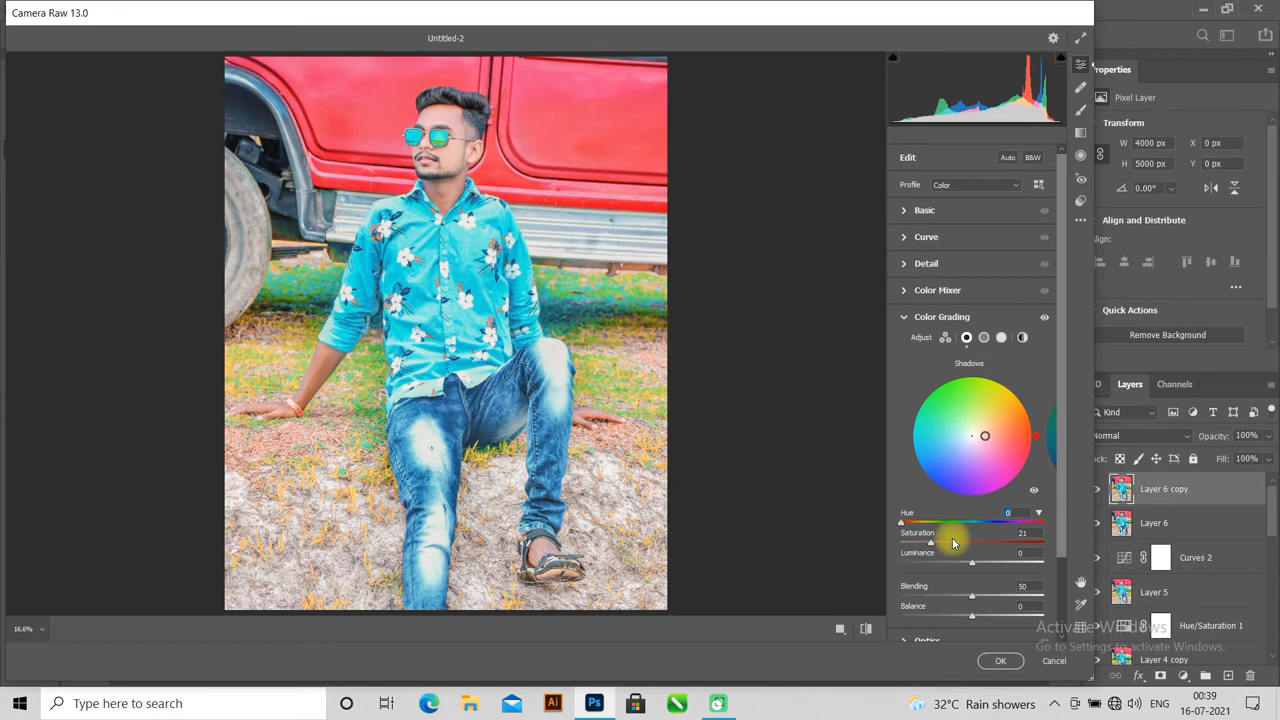 Camera Raw 13.0
Untitled-2
Properties
Pixel Layer
Transform
W 4000 px X 0 px
H 5000 px Y 0 px
0.00°
Align and Distribute
Align:
Quick Actions
Remove Background
Layers Channels
Kind
Normal Opacity: 100%
Fill: 100%
Layer 6 copy
Layer 6
Curves 2
Layer 5
Hue/Saturation 1
Layer 4 copy
Edit Auto B&W
Profile Color
Basic
Curve
Detail
Color Mixer
Color Grading
Adjust
Shadows
Hue 0
Saturation 21
Luminance 0
Blending 50
Balance 0
Optics
Activate Windows
Go to Settings to activate Windows.
16.6%
OK Cancel
Type here to search
Ai
Ps
32°C Rain showers
ENG
00:39
16-07-2021